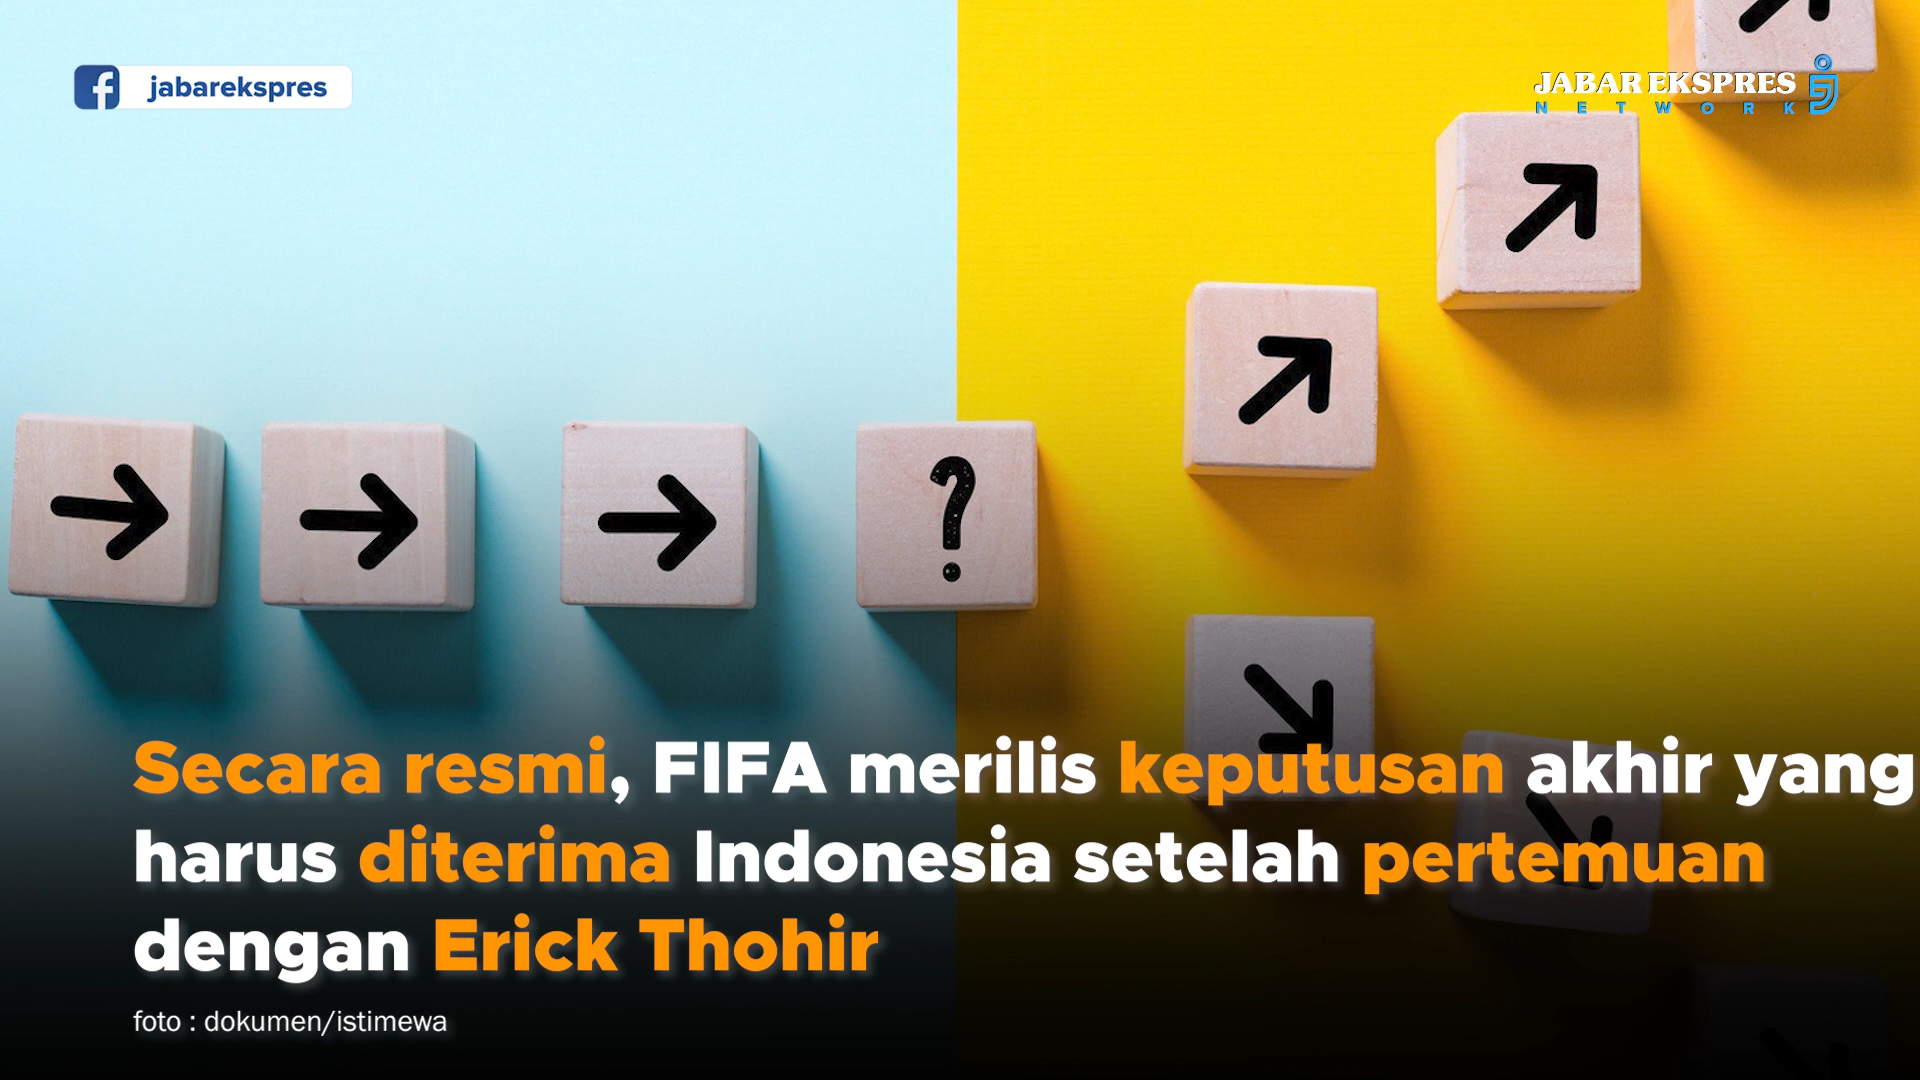 jabarekspres
JABAR EKSPRES
NETWORK
?
Secara resmi, FIFA merilis keputusan akhir yang
harus diterima Indonesia setelah pertemuan
dengan Erick Thohir
foto : dokumen/istimewa